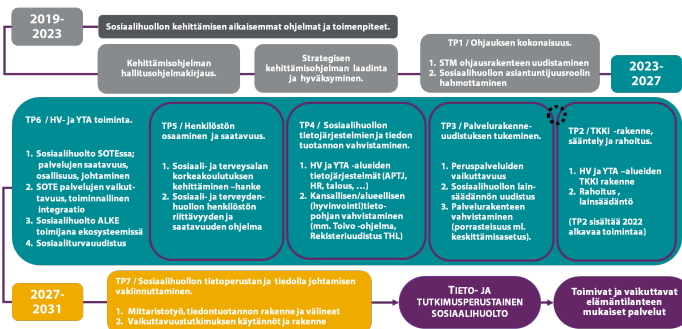 2019-
2023
Sosiaalihuollon kehittämisen aikaisemmat ohjelmat ja toimenpiteet.
Kehittämisohjelman
hallitusohjelmakirjaus.
Strategisen
kehittämisohjelman laadinta
ja hyväksyminen.
TP1 / Ohjauksen kokonaisuus.
1. STM ohjausrakenteen uudistaminen
2. Sosiaalihuollon asiantuntijuusroolin
hahmottaminen
2023-
2027
TP6 / HV- ja YTA toiminta.
1. Sosiaalihuolto SOTEssa;
palvelujen saatavuus,
osallisuus, johtaminen
2. SOTE palvelujen vaikut-
tavuus, toiminnallinen
integraatio
3. Sosiaalihuolto ALKE
toimijana ekosysteemissä
4. Sosiaaliturvauudistus
TP5 / Henkilöstön
osaaminen ja saatavuus.
1. Sosiaali- ja terveysalan
korkeakoulutuksen
kehittäminen –hanke
2. Sosiaali- ja terveyden-
huollon henkilöstön
riittävyyden ja
saatavuuden ohjelma
TP4 / Sosiaalihuollon
tietojärjestelmien ja tiedon
tuotannon vahvistaminen.
1. HV ja YTA -alueiden
tietojärjestelmät (APTJ,
HR, talous, ...)
2. Kansallisen/alueellisen
(hyvinvointi)tieto-
pohjan vahvistaminen
(mm. Toivo -ohjelma,
Rekisteriuudistus THL)
TP3 / Palvelurakenne-
uudistuksen tukeminen.
1. Peruspalveluiden
vaikuttavuus
2. Sosiaalihuollon lain-
säädännön uudistus
3. Palvelurakenteen
vahvistaminen
(porrasteisuus ml.
keskittämisasetus).
TP2 / TKKI -rakenne,
sääntely ja rahoitus.
1. HV ja YTA –alueiden
TKKI rakenne
2. Rahoitus ,
lainsäädäntö
(TP2 sisältää 2022
alkavaa toimintaa)
2027-
2031
TP7 / Sosiaalihuollon tietoperustan ja tiedolla johtamisen
vakiinnuttaminen.
1. Mittaristotyö, tiedontuotannon rakenne ja välineet
2. Vaikuttavuustutkimuksen käytännöt ja rakenne
TIETO- JA
TUTKIMUSPERUSTAINEN
SOSIAALIHUOLTO
Toimivat ja vaikuttavat
elämäntilanteen
mukaiset palvelut